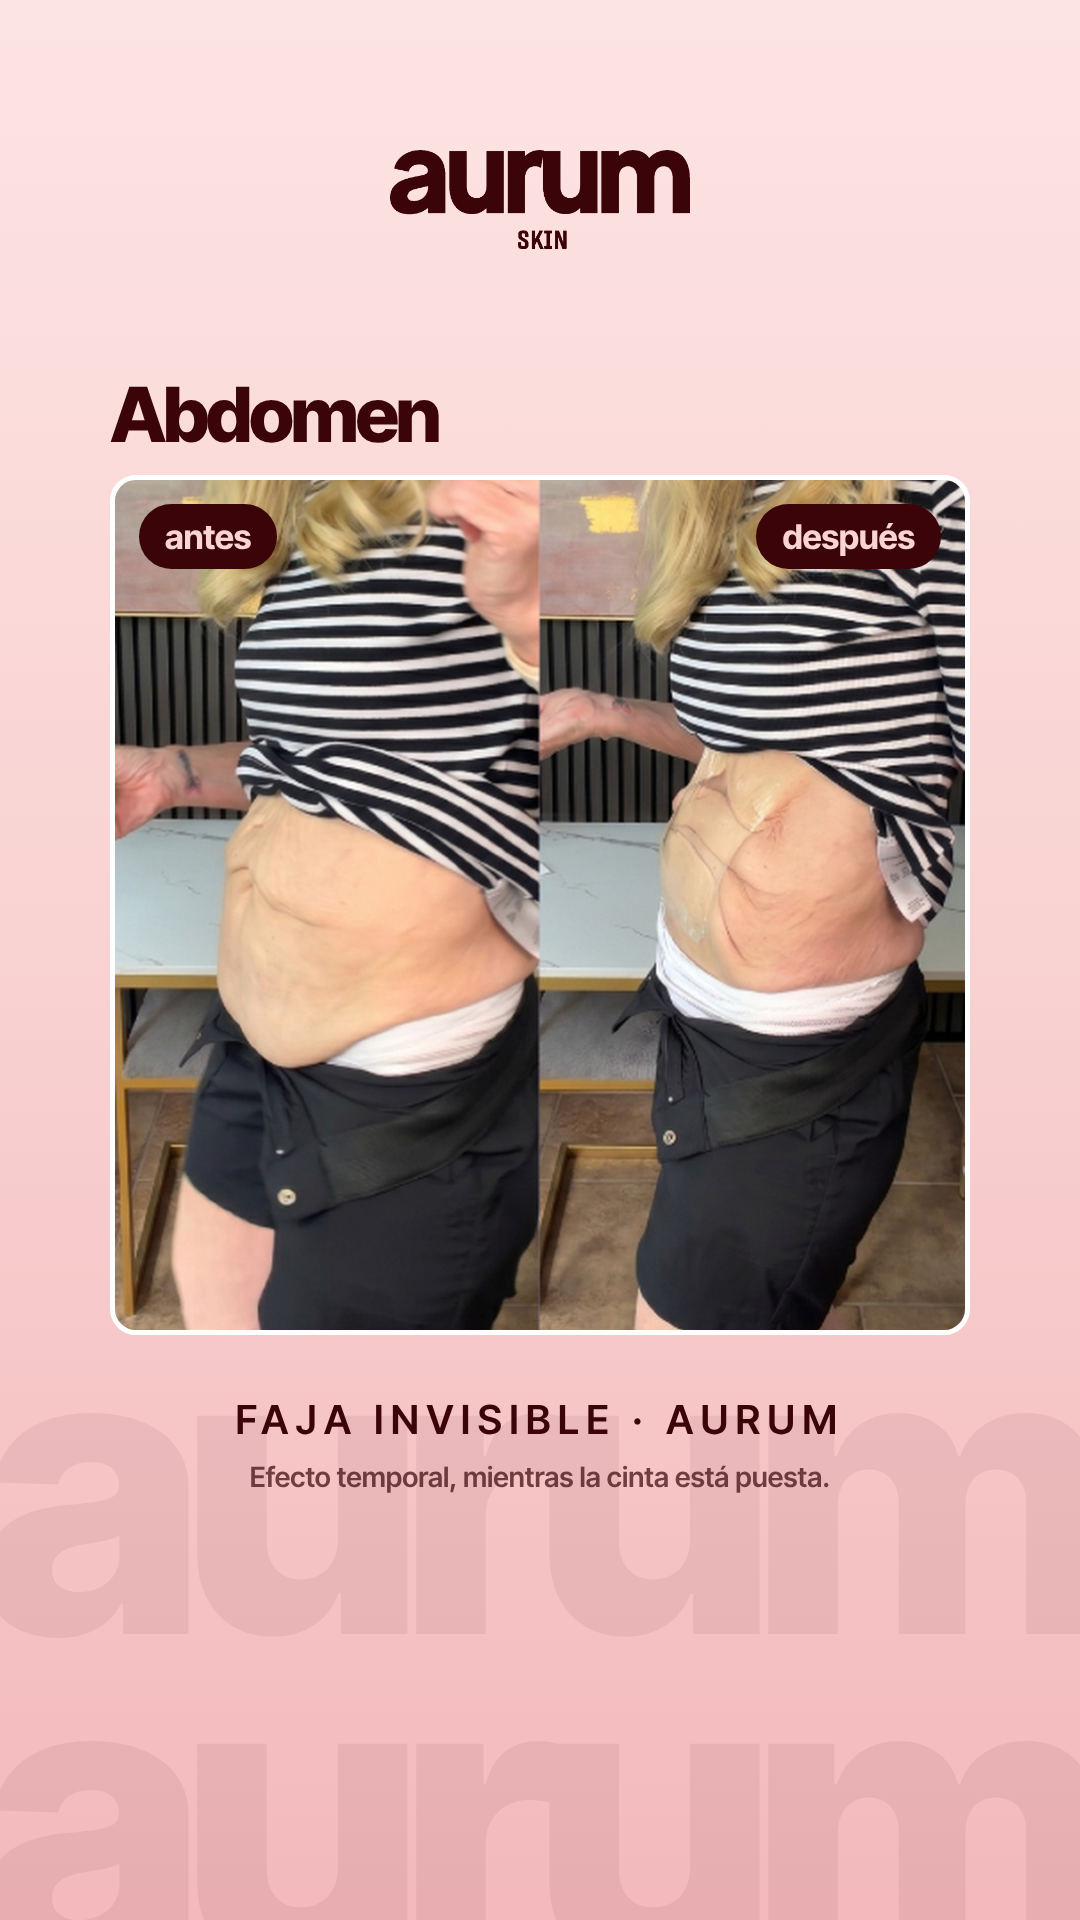 aurum
SKIN
Abdomen
antes
después
FAJA INVISIBLE · AURUM
Efecto temporal, mientras la cinta está puesta.
aurum
aurum